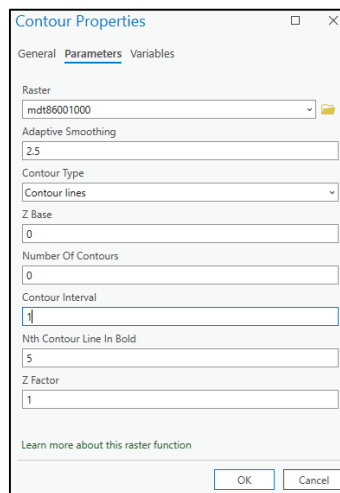 Contour Properties
General Parameters Variables
Raster
mdt86001000
Adaptive Smoothing
2.5
Contour Type
Contour lines
Z Base
0
Number Of Contours
0
Contour Interval
1
Nth Contour Line In Bold
5
Z Factor
1
Learn more about this raster function
OK Cancel